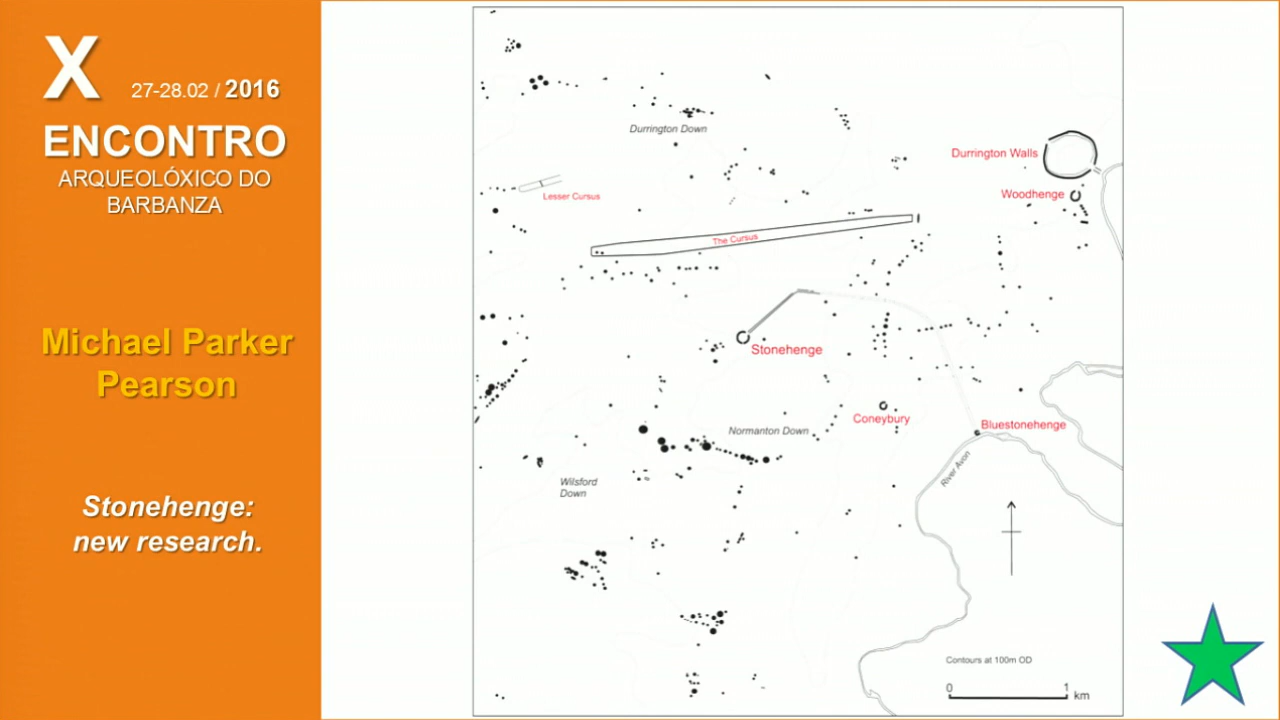 X
27-28.02 / 2016
ENCONTRO
ARQUEOLÓXICO DO
BARBANZA
Michael Parker
Pearson
Stonehenge:
new research.
Durrington Down
Durrington Walls
Lesser Cursus
Woodhenge
The Cursus
Stonehenge
Coneybury
Bluestonehenge
Normanton Down
River Avon
Wilsford
Down
Contours at 100m OD
0 1
km